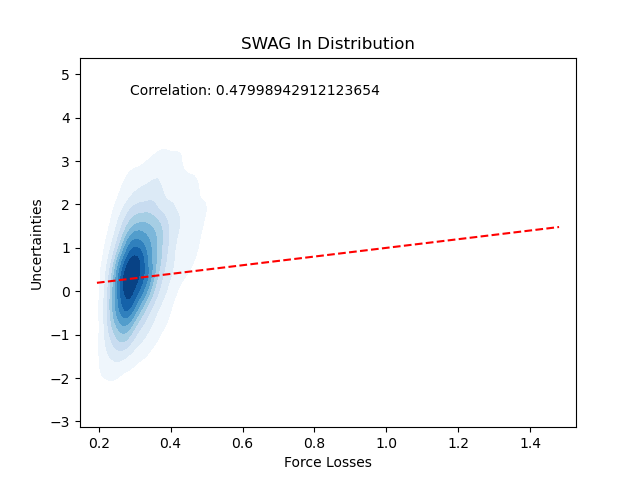 SWAG In Distribution
Correlation: 0.47998942912123654
Uncertainties
5
4
3
2
1
0
−1
−2
−3
0.2 0.4 0.6 0.8 1.0 1.2 1.4
Force Losses